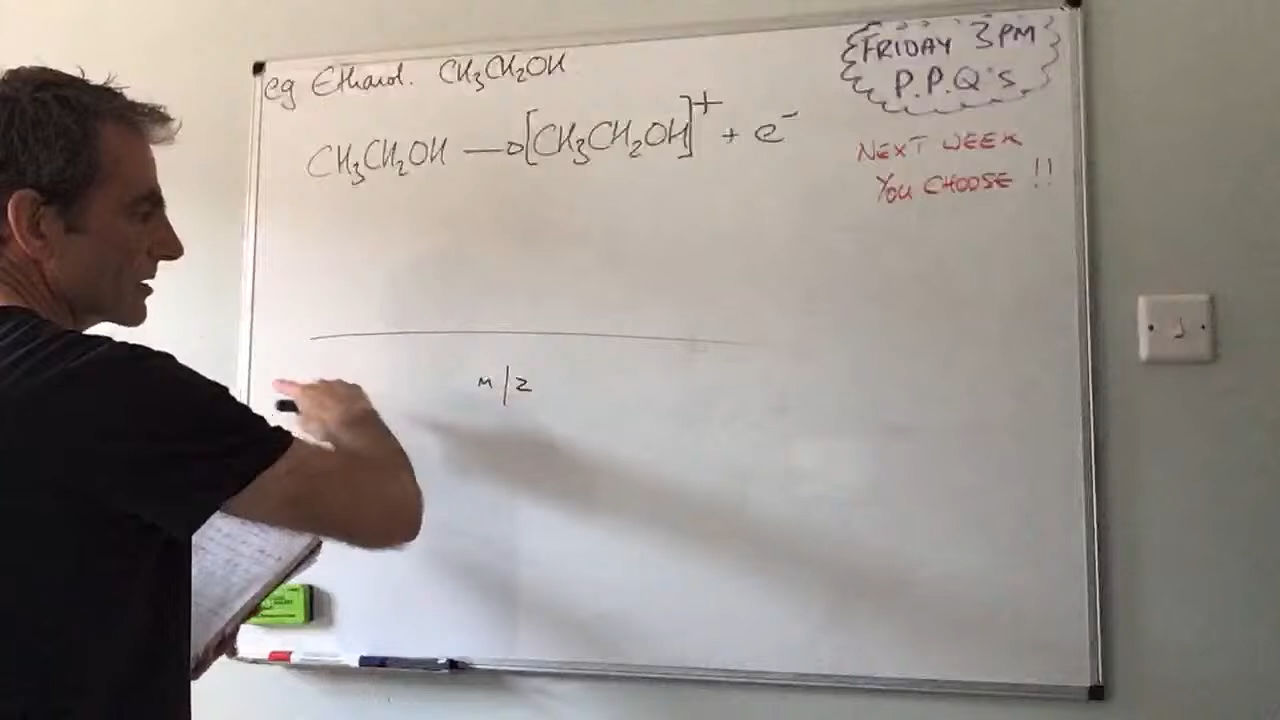 eg Ethanol. CH₃CH₂OH
CH₃CH₂OH → [CH₃CH₂OH]⁺ + e⁻
m/z
FRIDAY 3PM
P.P.Q's
NEXT WEEK
YOU CHOOSE !!